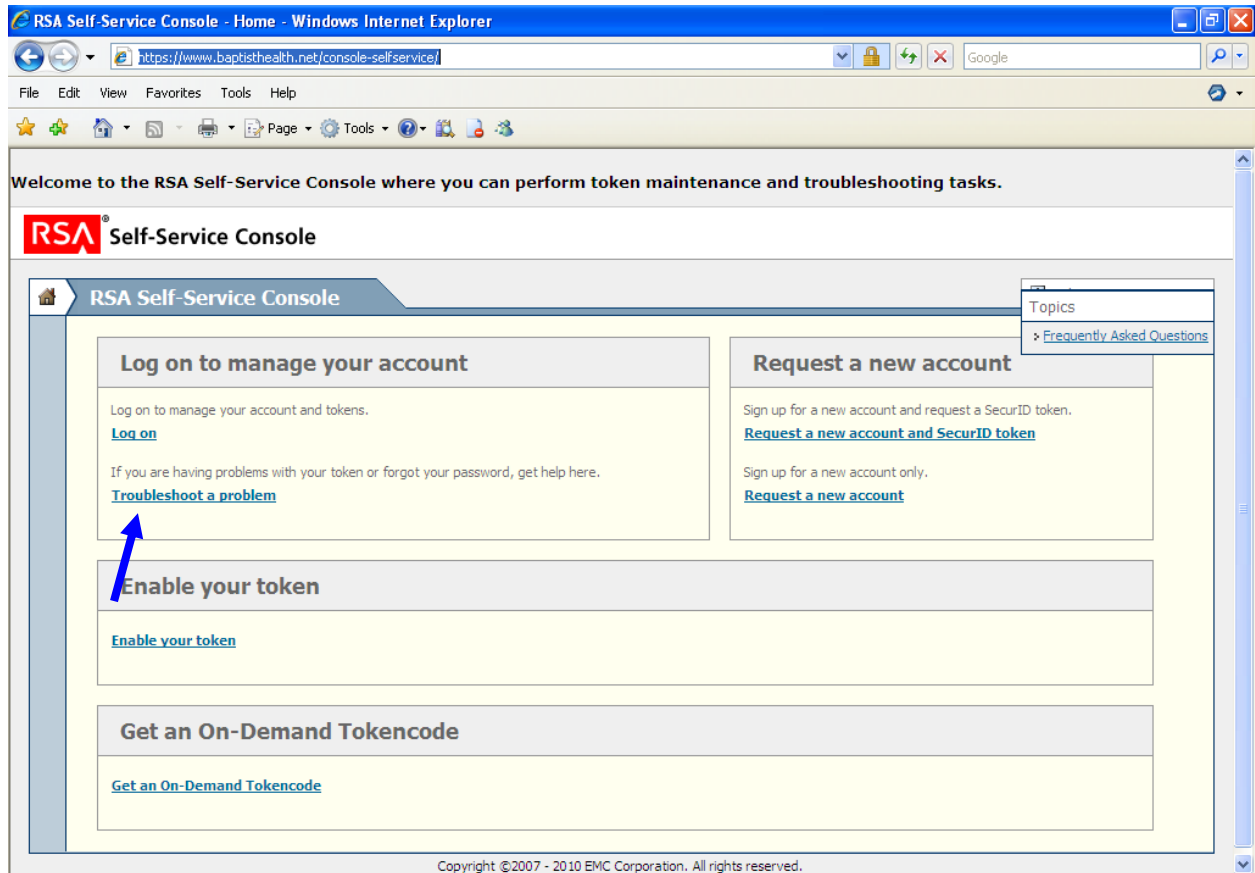 RSA Self-Service Console - Home - Windows Internet Explorer
https://www.baptisthealth.net/console-selfservice/
Google
File Edit View Favorites Tools Help
Page Tools
Welcome to the RSA Self-Service Console where you can perform token maintenance and troubleshooting tasks.
RSA® Self-Service Console
RSA Self-Service Console
Topics
Frequently Asked Questions
Log on to manage your account
Log on to manage your account and tokens.
Log on
If you are having problems with your token or forgot your password, get help here.
Troubleshoot a problem
Request a new account
Sign up for a new account and request a SecurID token.
Request a new account and SecurID token
Sign up for a new account only.
Request a new account
Enable your token
Enable your token
Get an On-Demand Tokencode
Get an On-Demand Tokencode
Copyright ©2007 - 2010 EMC Corporation. All rights reserved.